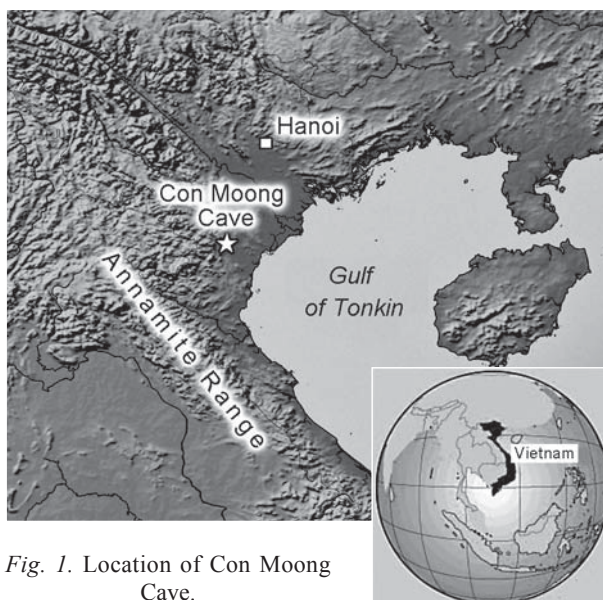 Hanoi
Con Moong
Cave
Gulf
of Tonkin
Annamite Range
Vietnam
Fig. 1. Location of Con Moong
Cave.